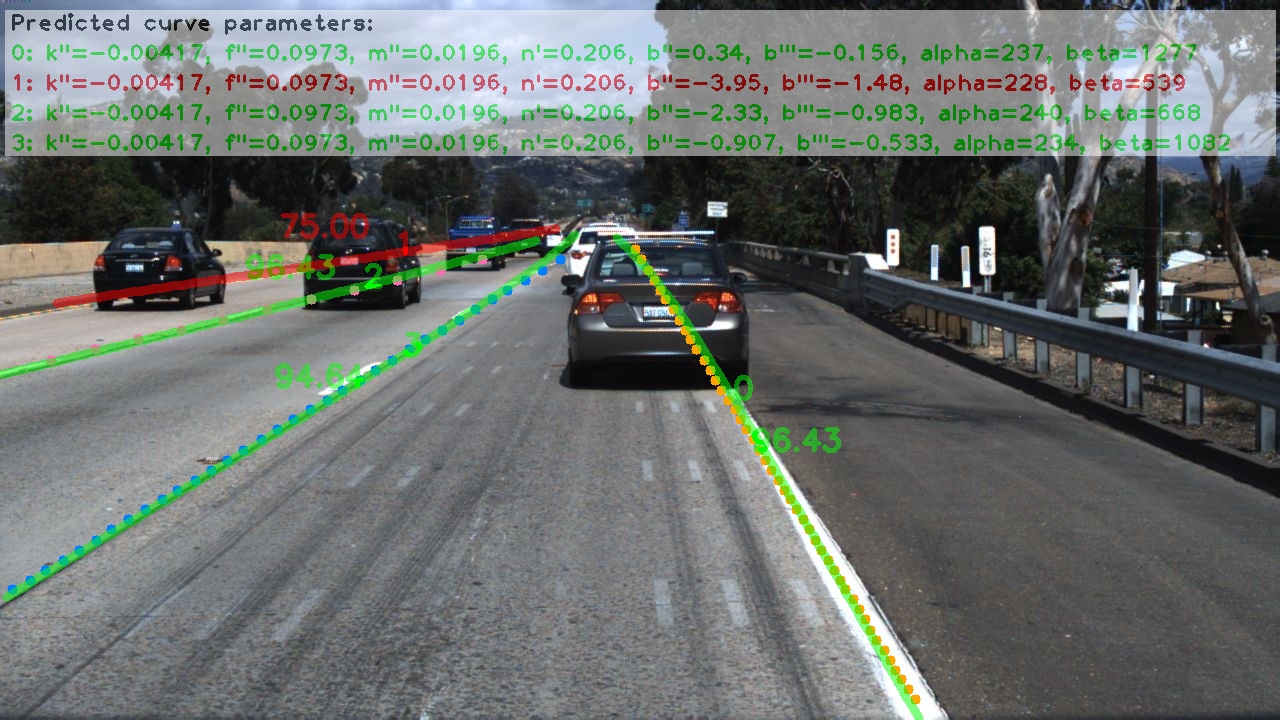 Predicted curve parameters:
0: k''=-0.00417, f''=0.0973, m''=0.0196, n'=0.206, b''=0.34, b'''=-0.156, alpha=237, beta=1277
1: k''=-0.00417, f''=0.0973, m''=0.0196, n'=0.206, b''=-3.95, b'''=-1.48, alpha=228, beta=539
2: k''=-0.00417, f''=0.0973, m''=0.0196, n'=0.206, b''=-2.33, b'''=-0.983, alpha=240, beta=668
3: k''=-0.00417, f''=0.0973, m''=0.0196, n'=0.206, b''=-0.907, b'''=-0.533, alpha=234, beta=1082
75.00
1
98.43
2
3
94.64
0
96.43